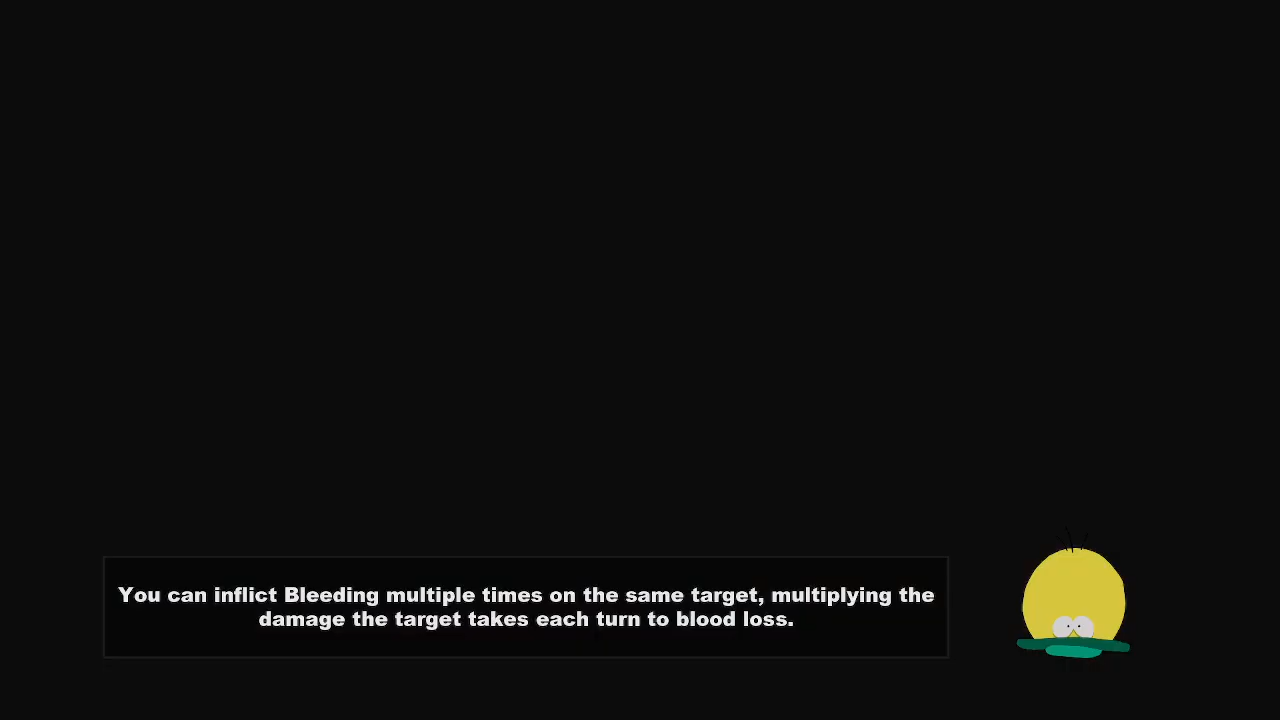 You can inflict Bleeding multiple times on the same target, multiplying the
damage the target takes each turn to blood loss.